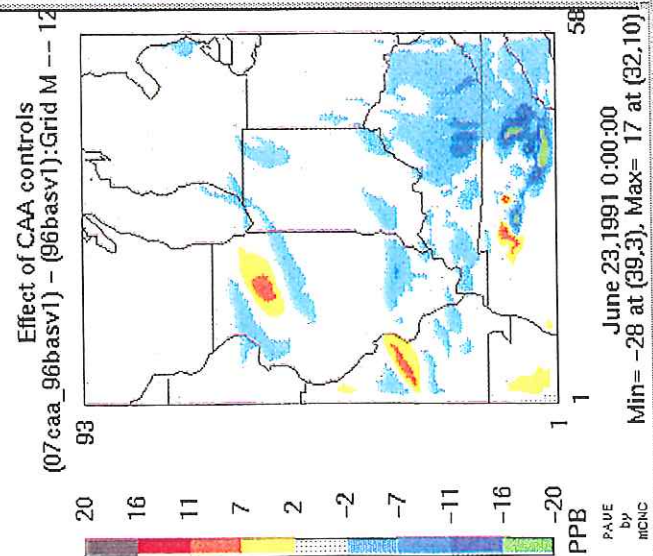 Effect of CAA controls
(07caa_96basv1) - (96basv1):Grid M -- 12
93
1
1
58
20
16
11
7
2
-2
-7
-11
-16
-20
PPB
PAVE
by
MCNC
June 23,1991 0:00:00
Min= -28 at (39,3), Max= 17 at (32,10)